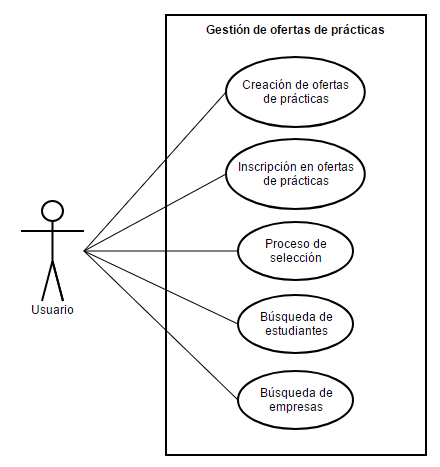 Gestión de ofertas de prácticas
Creación de ofertas
de prácticas
Inscripción en ofertas
de prácticas
Proceso de
selección
Usuario
Búsqueda de
estudiantes
Búsqueda de
empresas